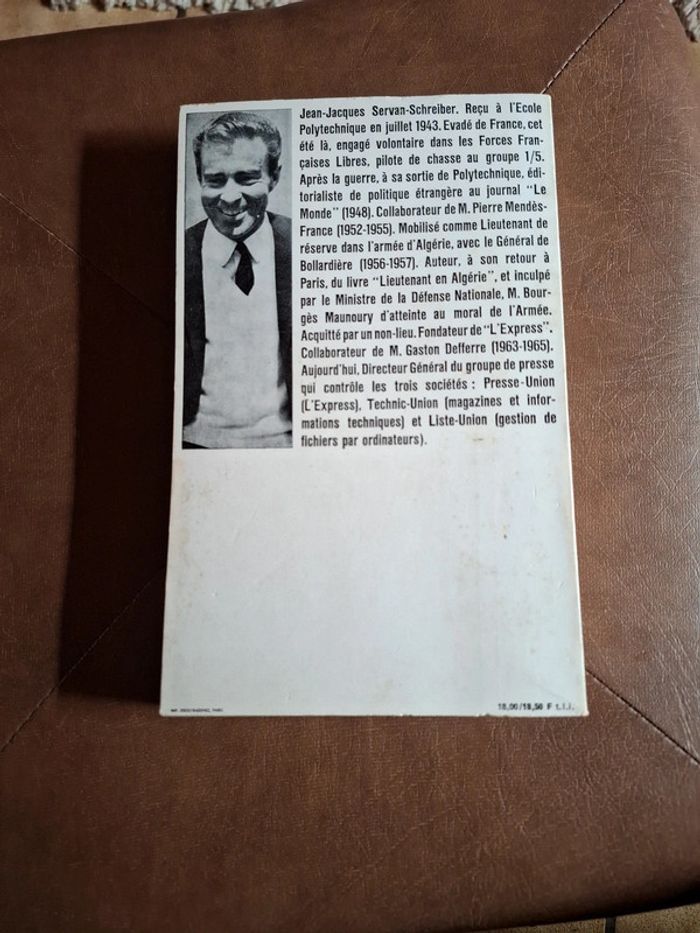 Jean-Jacques Servan-Schreiber. Reçu à l'Ecole
Polytechnique en juillet 1943. Evadé de France, cet
été là, engagé volontaire dans les Forces Fran-
çaises Libres, pilote de chasse au groupe 1/5.
Après la guerre, à sa sortie de Polytechnique, édi-
torialiste de politique étrangère au journal "Le
Monde" (1948). Collaborateur de M. Pierre Mendès-
France (1952-1955). Mobilisé comme Lieutenant de
réserve dans l'armée d'Algérie, avec le Général de
Bollardière (1956-1957). Auteur, à son retour à
Paris, du livre "Lieutenant en Algérie", et inculpé
par le Ministre de la Défense Nationale, M. Bour-
gès Maunoury d'atteinte au moral de l'Armée.
Acquitté par un non-lieu. Fondateur de "L'Express".
Collaborateur de M. Gaston Defferre (1963-1965).
Aujourd'hui, Directeur Général du groupe de presse
qui contrôle les trois sociétés : Presse-Union
(L'Express), Technic-Union (magazines et infor-
mations techniques) et Liste-Union (gestion de
fichiers par ordinateurs).
18,00/18,50 F t.l.i.